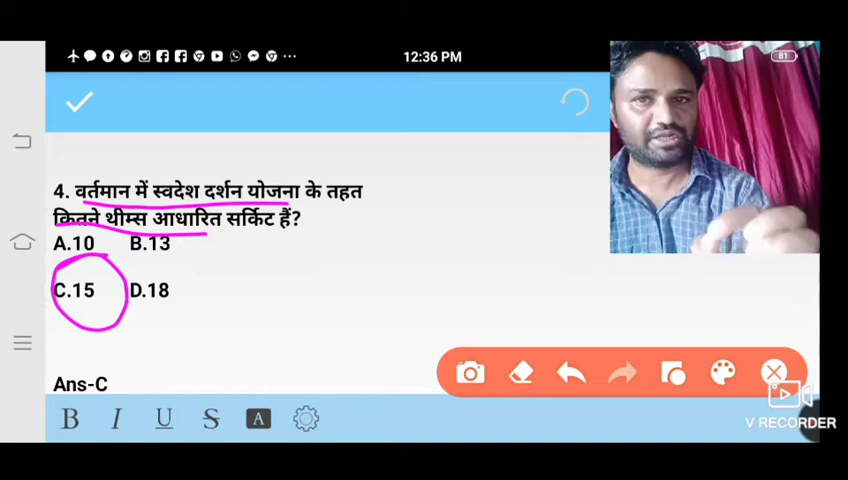 12:36 PM
81
4. वर्तमान में स्वदेश दर्शन योजना के तहत
कितने थीम्स आधारित सर्किट हैं?
A.10 B.13
C.15 D.18
Ans-C
B I U S A
V RECORDER